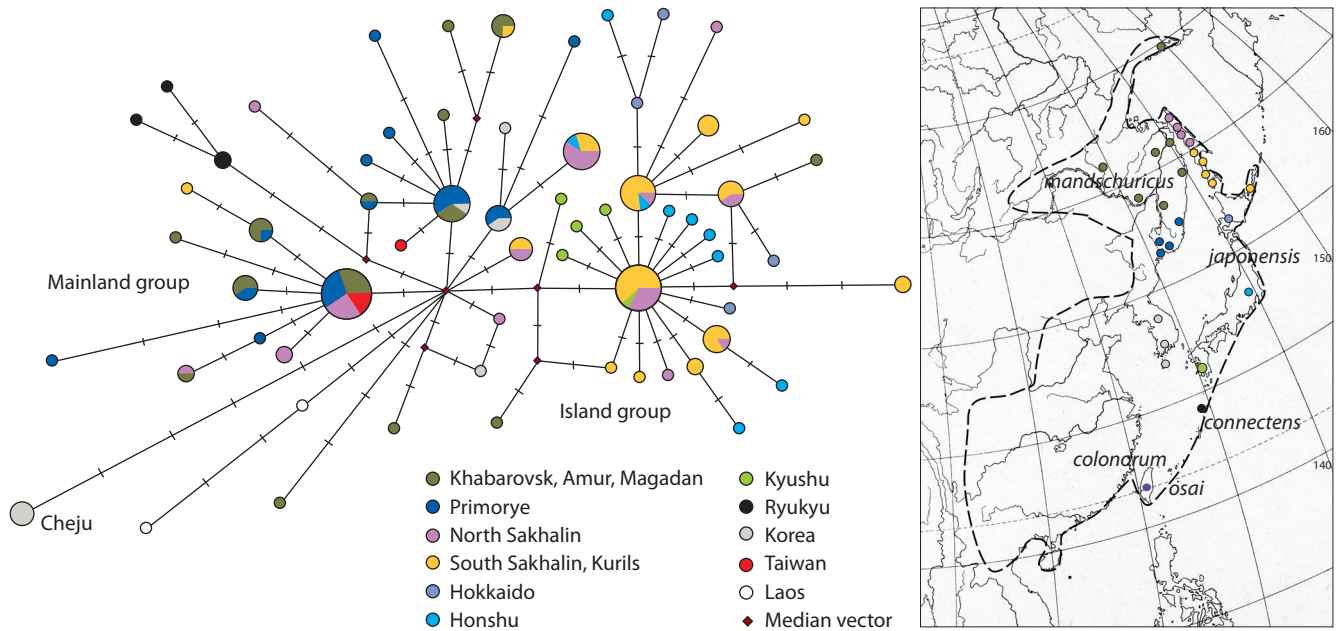 Mainland group
Island group
Cheju
Khabarovsk, Amur, Magadan
Primorye
North Sakhalin
South Sakhalin, Kurils
Hokkaido
Honshu
Kyushu
Ryukyu
Korea
Taiwan
Laos
Median vector
160
mandschuricus
150
japonensis
connectens
colonorum
140
osai